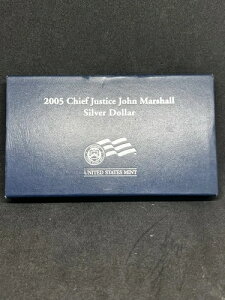 2005 Chief Justice John Marshall
Silver Dollar
UNITED STATES MINT